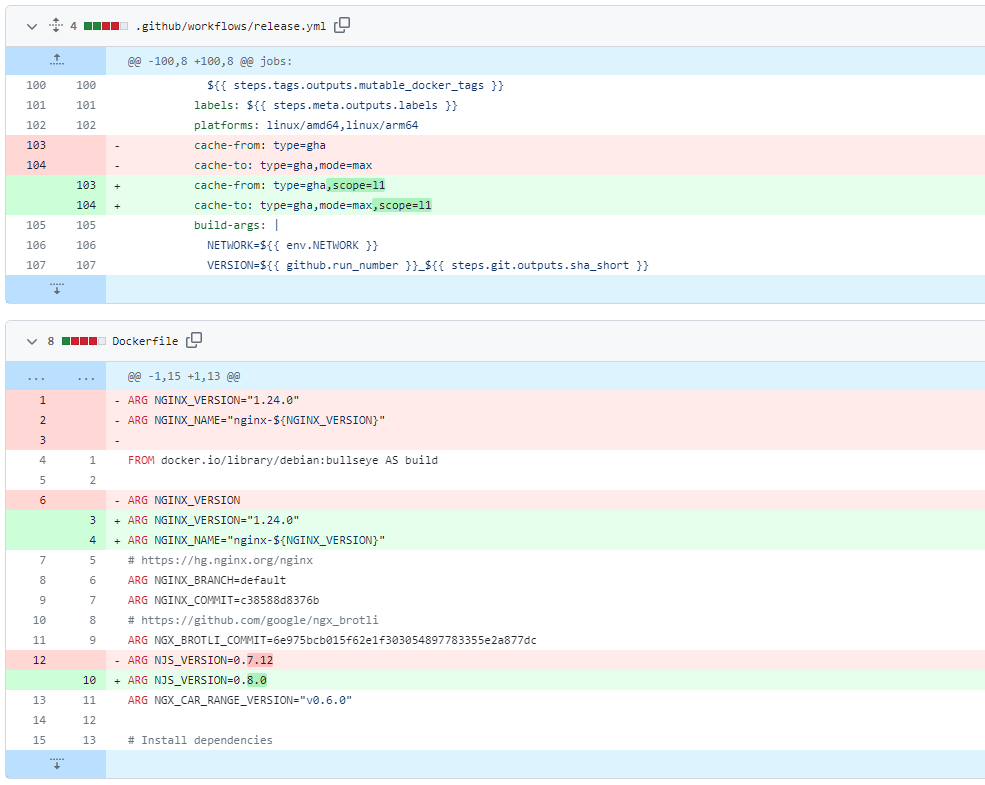 4 .github/workflows/release.yml
@@ -100,8 +100,8 @@ jobs:
100 100 ${{ steps.tags.outputs.mutable_docker_tags }}
101 101 labels: ${{ steps.meta.outputs.labels }}
102 102 platforms: linux/amd64,linux/arm64
103 - cache-from: type=gha
104 - cache-to: type=gha,mode=max
103 + cache-from: type=gha,scope=l1
104 + cache-to: type=gha,mode=max,scope=l1
105 105 build-args: |
106 106 NETWORK=${{ env.NETWORK }}
107 107 VERSION=${{ github.run_number }}_${{ steps.git.outputs.sha_short }}
8 Dockerfile
... ... @@ -1,15 +1,13 @@
1 - ARG NGINX_VERSION="1.24.0"
2 - ARG NGINX_NAME="nginx-${NGINX_VERSION}"
3 -
4 1 FROM docker.io/library/debian:bullseye AS build
5 2
6 - ARG NGINX_VERSION
3 + ARG NGINX_VERSION="1.24.0"
4 + ARG NGINX_NAME="nginx-${NGINX_VERSION}"
7 5 # https://hg.nginx.org/nginx
8 6 ARG NGINX_BRANCH=default
9 7 ARG NGINX_COMMIT=c38588d8376b
10 8 # https://github.com/google/ngx_brotli
11 9 ARG NGX_BROTLI_COMMIT=6e975bcb015f62e1f303054897783355e2a877dc
12 - ARG NJS_VERSION=0.7.12
10 + ARG NJS_VERSION=0.8.0
13 11 ARG NGX_CAR_RANGE_VERSION="v0.6.0"
14 12
15 13 # Install dependencies